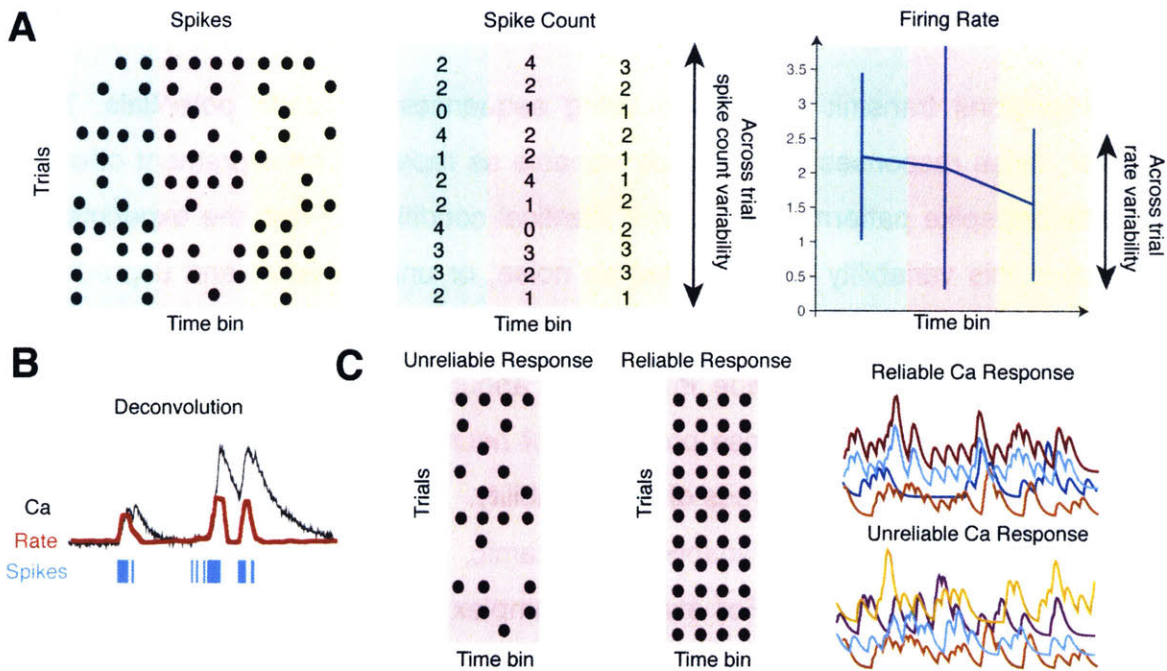 A
Spikes
Trials
Time bin
Spike Count
2 4 3
2 2 2
0 1 1
4 2 2
1 2 1
2 4 1
2 1 2
4 0 2
3 3 3
3 2 3
2 1 1
Time bin
Across trial
spike count variability
Firing Rate
3.5
3
2.5
2
1.5
1
0.5
0
Time bin
Across trial
rate variability
B
Deconvolution
Ca
Rate
Spikes
C
Unreliable Response
Trials
Time bin
Reliable Response
Trials
Time bin
Reliable Ca Response
Unreliable Ca Response